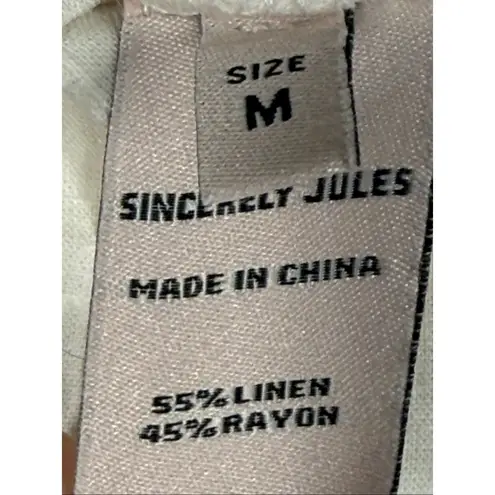 SIZE
M
SINCERELY JULES
MADE IN CHINA
55% LINEN
45% RAYON